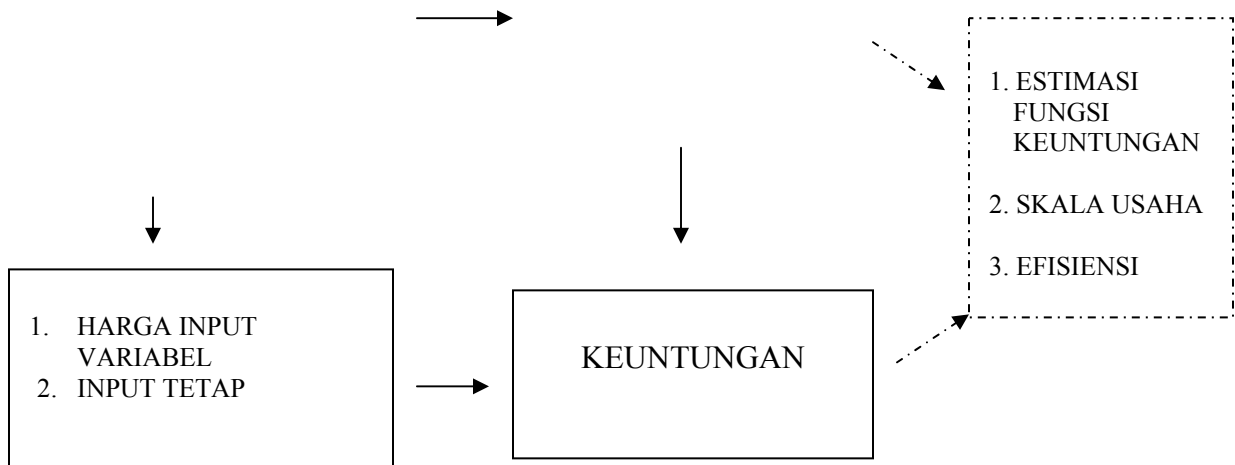 1. ESTIMASI
FUNGSI
KEUNTUNGAN
2. SKALA USAHA
3. EFISIENSI
1. HARGA INPUT
VARIABEL
2. INPUT TETAP
KEUNTUNGAN